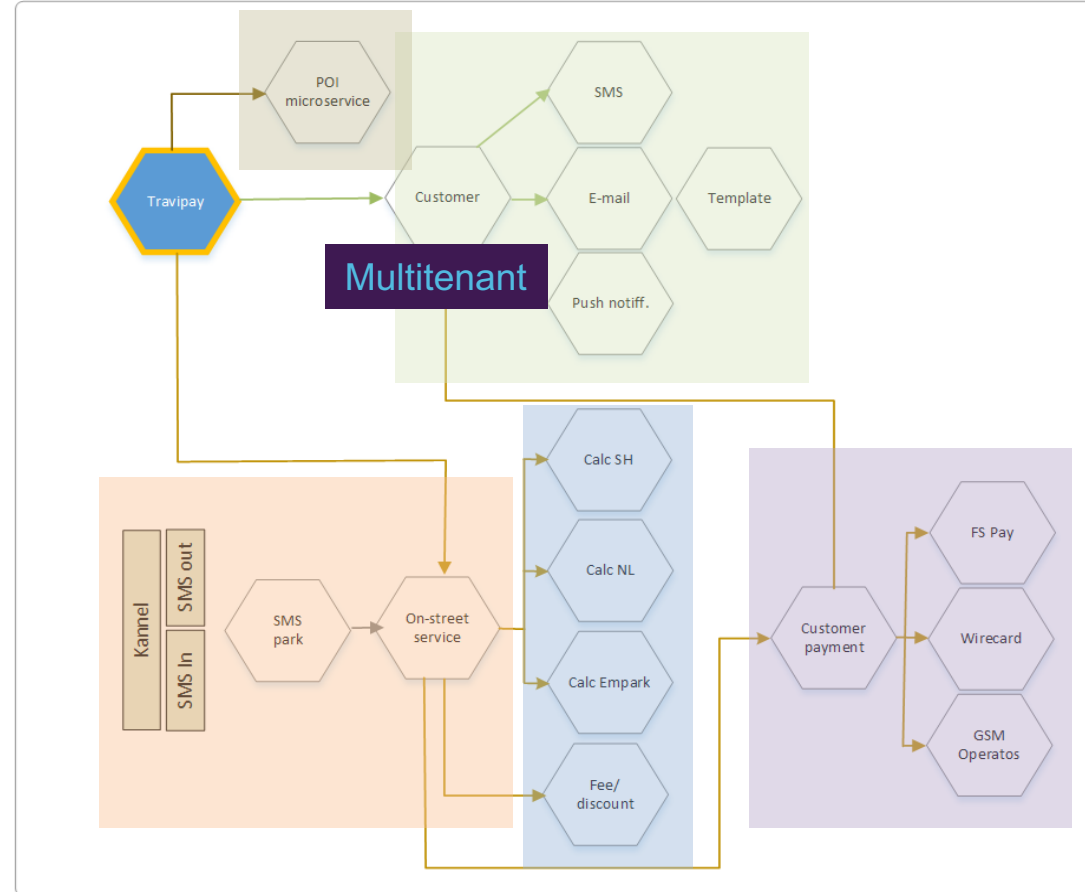 POI
microservice
SMS
Travipay
Customer
E-mail
Template
Multitenant
Push notiff.
Calc SH
Calc NL
Calc Empark
Fee/
discount
Kannel
SMS out
SMS In
SMS
park
On-street
service
Customer
payment
FS Pay
Wirecard
GSM
Operatos